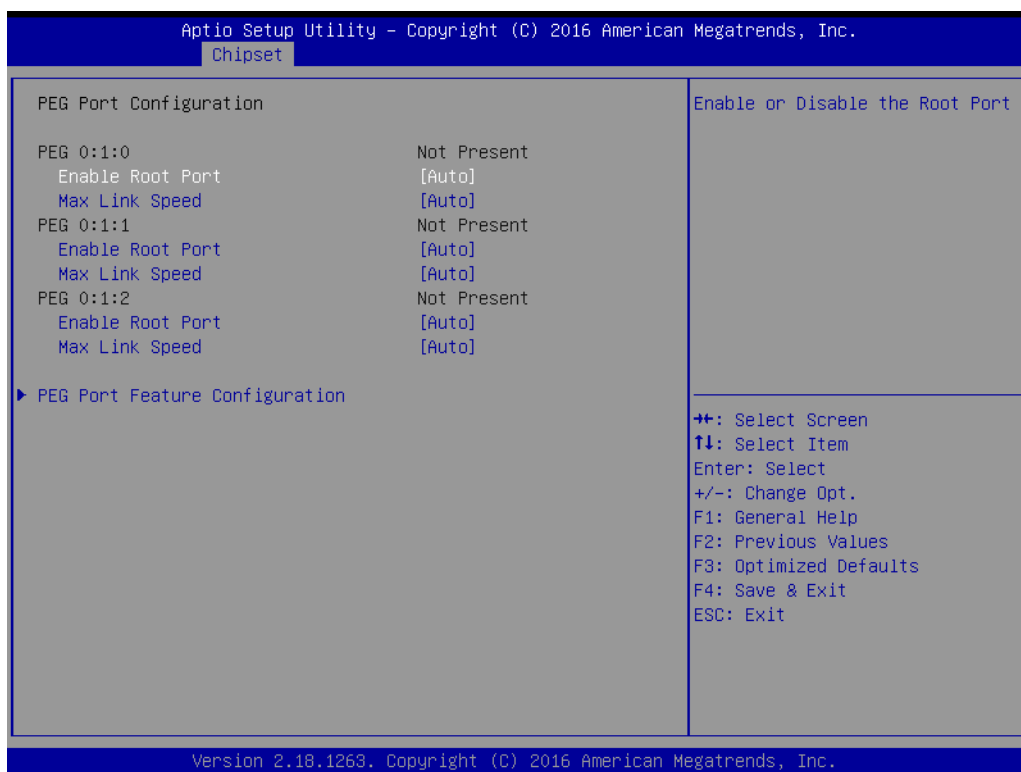 Aptio Setup Utility – Copyright (C) 2016 American Megatrends, Inc.
Chipset
PEG Port Configuration
PEG 0:1:0 Not Present
Enable Root Port [Auto]
Max Link Speed [Auto]
PEG 0:1:1 Not Present
Enable Root Port [Auto]
Max Link Speed [Auto]
PEG 0:1:2 Not Present
Enable Root Port [Auto]
Max Link Speed [Auto]
▶ PEG Port Feature Configuration
Enable or Disable the Root Port
→←: Select Screen
↑↓: Select Item
Enter: Select
+/-: Change Opt.
F1: General Help
F2: Previous Values
F3: Optimized Defaults
F4: Save & Exit
ESC: Exit
Version 2.18.1263. Copyright (C) 2016 American Megatrends, Inc.